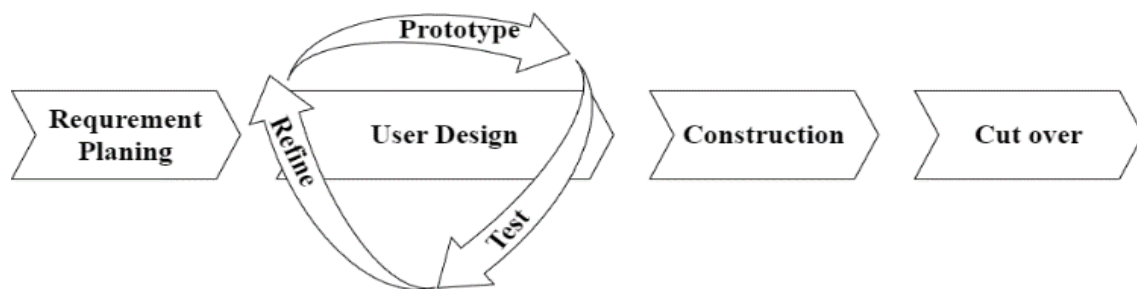 Prototype
Requrement
Planing
User Design
Construction
Cut over
Refine
Test